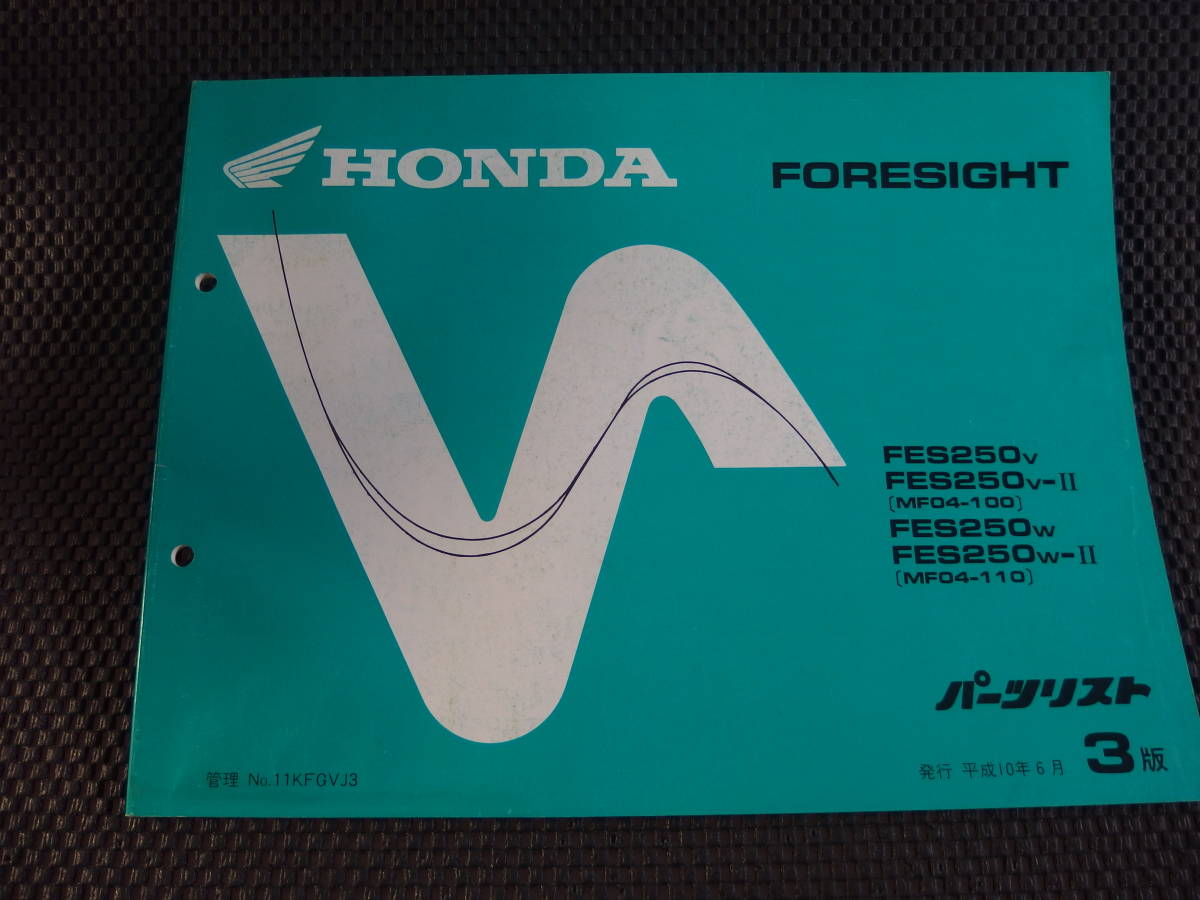 HONDA
FORESIGHT
FES250V
FES250V-II
[MF04-100]
FES250W
FES250W-II
[MF04-110]
パーツリスト
管理 No.11KFGVJ3
発行 平成10年6月 3版